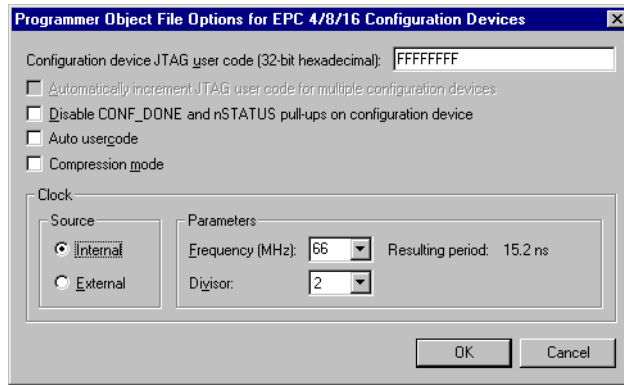 Programmer Object File Options for EPC 4/8/16 Configuration Devices
Configuration device JTAG user code (32-bit hexadecimal): FFFFFFFF
Automatically increment JTAG user code for multiple configuration devices
Disable CONF_DONE and nSTATUS pull-ups on configuration device
Auto usercode
Compression mode
Clock
Source
Internal
External
Parameters
Frequency (MHz): 66 Resulting period: 15.2 ns
Divisor: 2
OK Cancel